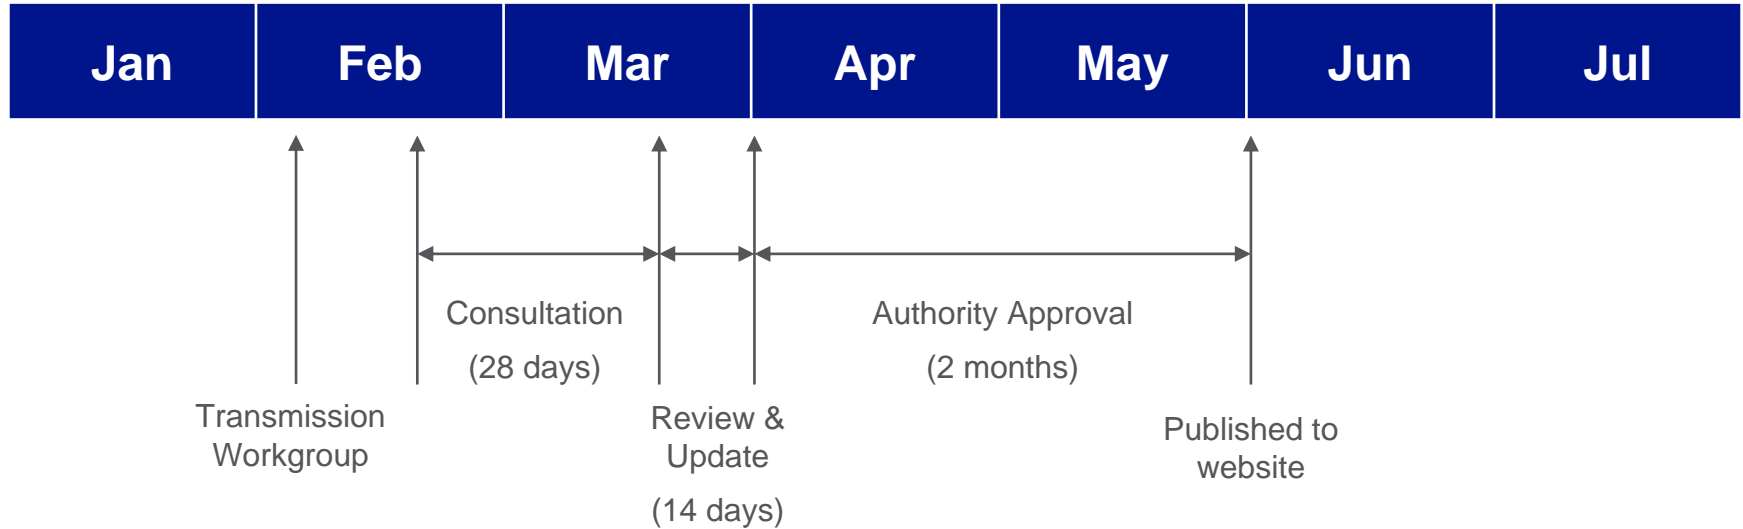 Jan Feb Mar Apr May Jun Jul
Consultation
(28 days)
Authority Approval
(2 months)
Transmission
Workgroup
Review &
Update
(14 days)
Published to
website